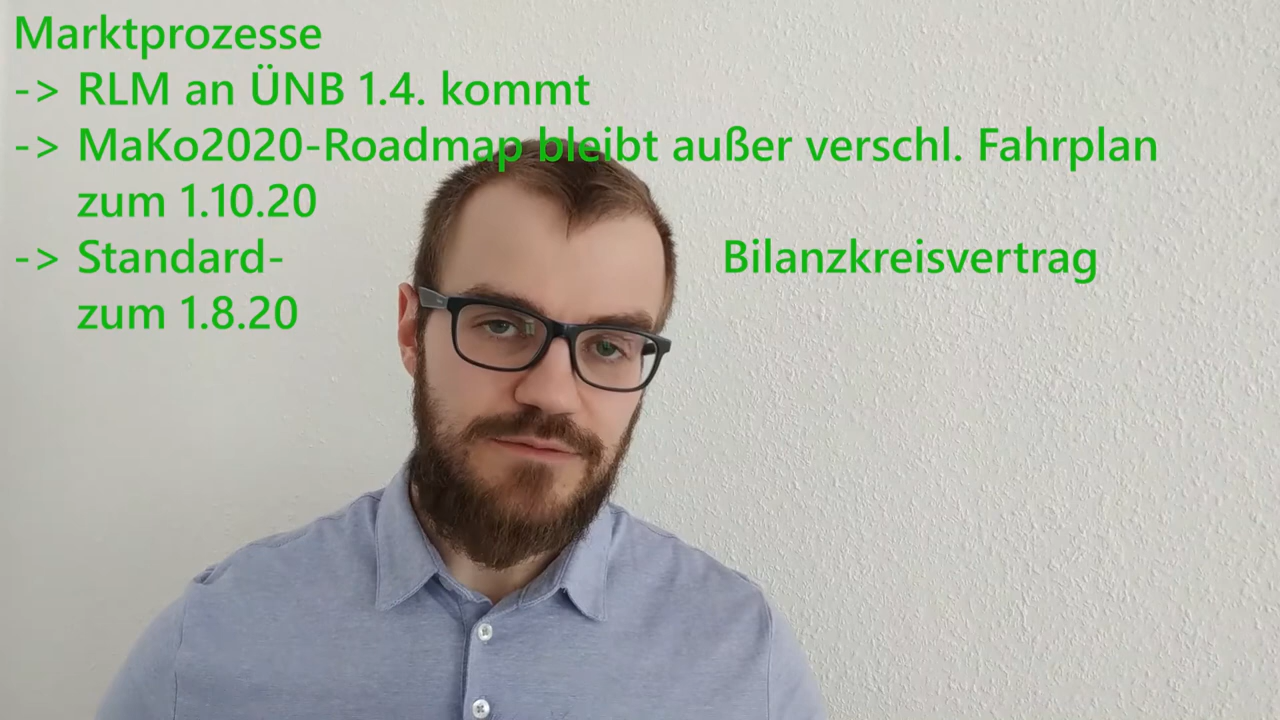 Marktprozesse
-> RLM an ÜNB 1.4. kommt
-> MaKo2020-Roadmap bleibt außer verschl. Fahrplan
zum 1.10.20
-> Standard- Bilanzkreisvertrag
zum 1.8.20